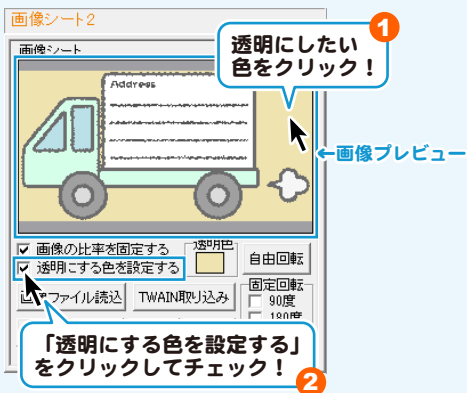 画像シート2
画像シート
透明にしたい
色をクリック！
1
Address
←画像プレビュー
画像の比率を固定する
透明色
透明にする色を設定する
自由回転
ファイル読込
TWAIN取り込み
固定回転
90度
180度
「透明にする色を設定する」
をクリックしてチェック！
2